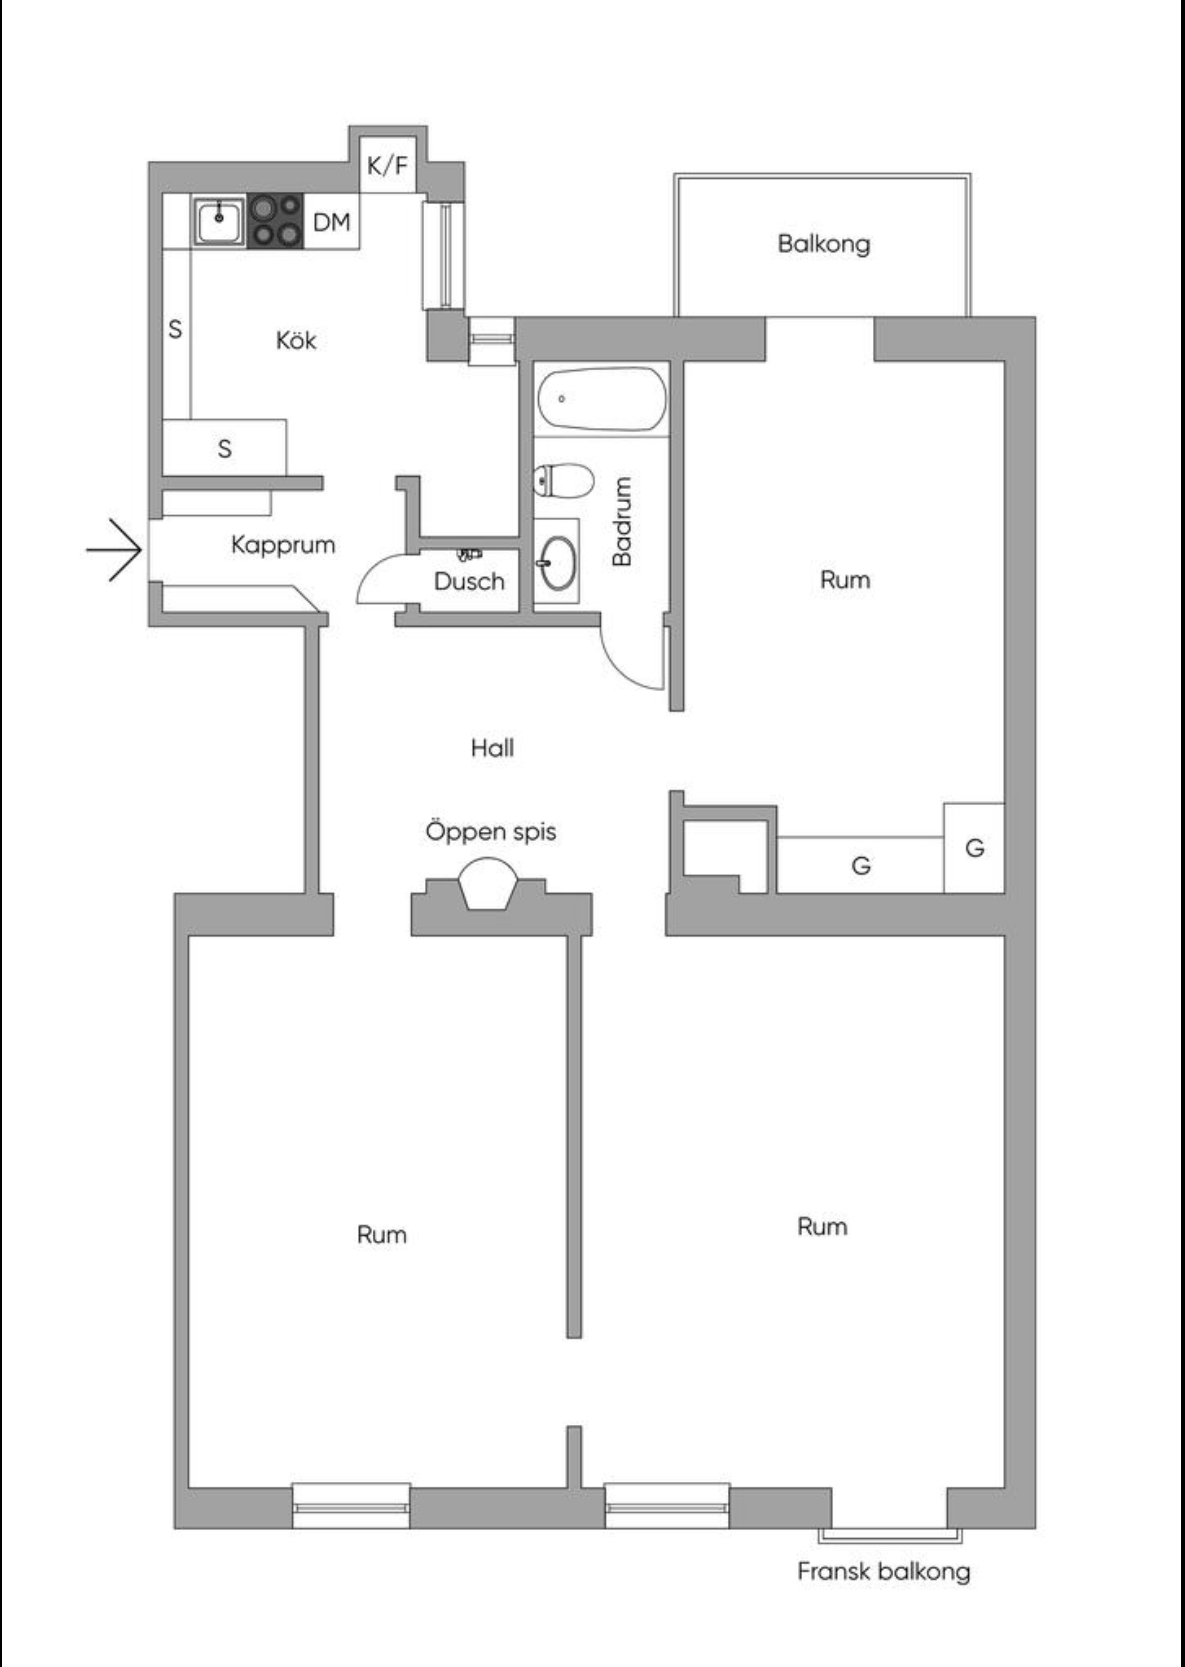 K/F
DM
Balkong
S
Kök
S
Kapprum
Dusch
Badrum
Rum
Hall
Öppen spis
G
G
Rum
Rum
Fransk balkong